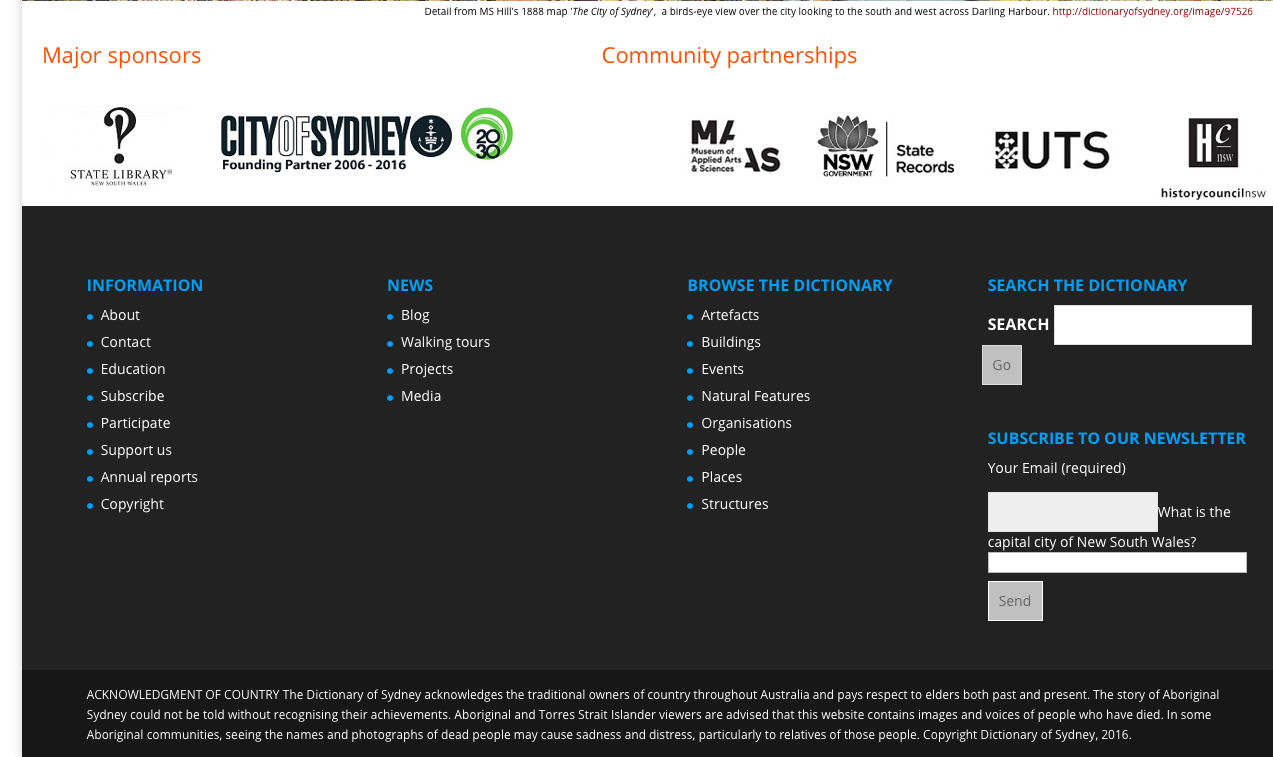 Detail from MS Hill's 1888 map 'The City of Sydney', a birds-eye view over the city looking to the south and west across Darling Harbour. http://dictionaryofsydney.org/image/97526
Major sponsors
Community partnerships
STATE LIBRARY®
NEW SOUTH WALES
CITYOFSYDNEY
2030
Founding Partner 2006 - 2016
MAAS
Museum of
Applied Arts
& Sciences
NSW
GOVERNMENT
State
Records
UTS
Hc
nsw
historycouncilnsw
INFORMATION
About
Contact
Education
Subscribe
Participate
Support us
Annual reports
Copyright
NEWS
Blog
Walking tours
Projects
Media
BROWSE THE DICTIONARY
Artefacts
Buildings
Events
Natural Features
Organisations
People
Places
Structures
SEARCH THE DICTIONARY
SEARCH
Go
SUBSCRIBE TO OUR NEWSLETTER
Your Email (required)
What is the
capital city of New South Wales?
Send
ACKNOWLEDGMENT OF COUNTRY The Dictionary of Sydney acknowledges the traditional owners of country throughout Australia and pays respect to elders both past and present. The story of Aboriginal
Sydney could not be told without recognising their achievements. Aboriginal and Torres Strait Islander viewers are advised that this website contains images and voices of people who have died. In some
Aboriginal communities, seeing the names and photographs of dead people may cause sadness and distress, particularly to relatives of those people. Copyright Dictionary of Sydney, 2016.